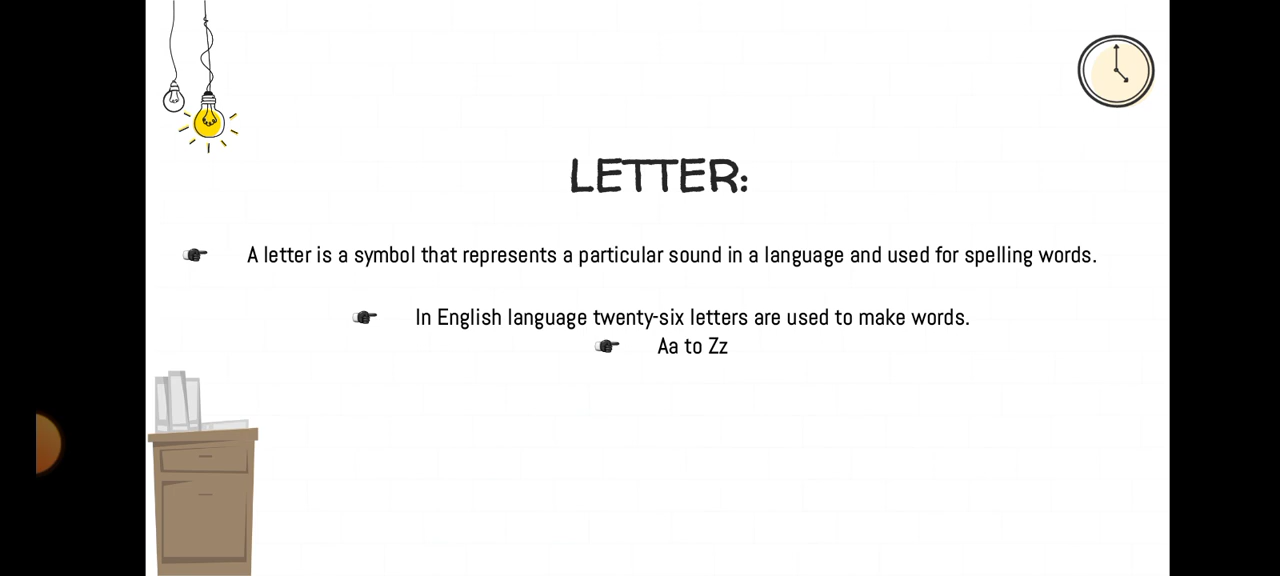 LETTER:
A letter is a symbol that represents a particular sound in a language and used for spelling words.
In English language twenty-six letters are used to make words.
Aa to Zz